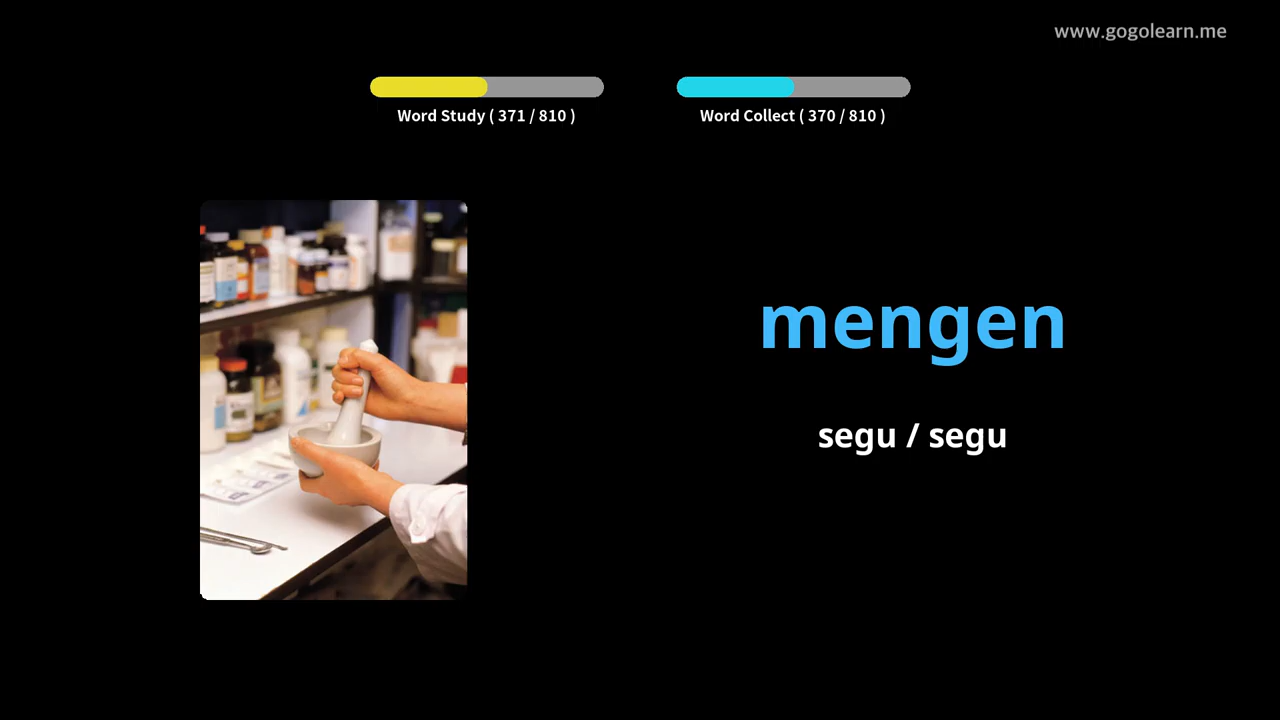 www.gogolearn.me
Word Study ( 371 / 810 )
Word Collect ( 370 / 810 )
mengen
segu / segu